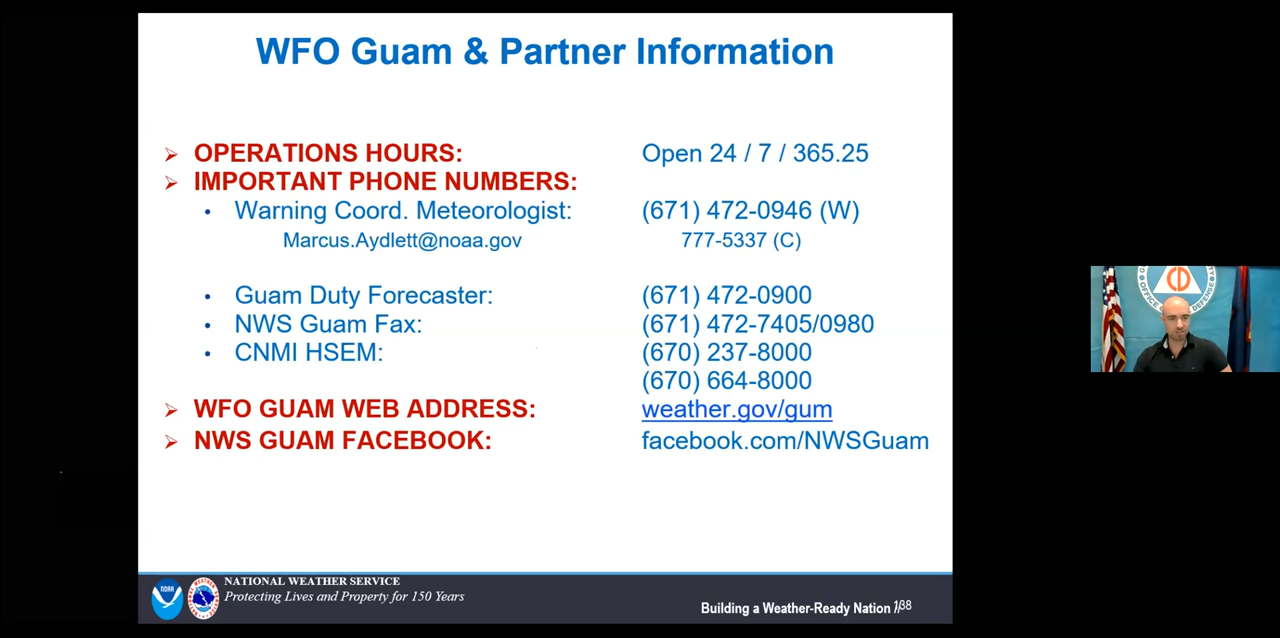 WFO Guam & Partner Information
OPERATIONS HOURS: Open 24 / 7 / 365.25
IMPORTANT PHONE NUMBERS:
Warning Coord. Meteorologist: (671) 472-0946 (W)
Marcus.Aydlett@noaa.gov 777-5337 (C)
Guam Duty Forecaster: (671) 472-0900
NWS Guam Fax: (671) 472-7405/0980
CNMI HSEM: (670) 237-8000
(670) 664-8000
WFO GUAM WEB ADDRESS: weather.gov/gum
NWS GUAM FACEBOOK: facebook.com/NWSGuam
NATIONAL WEATHER SERVICE
Protecting Lives and Property for 150 Years
Building a Weather-Ready Nation //
NOAA
OFFICE DEFENSE